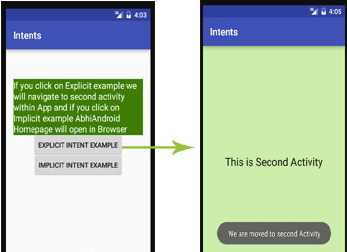 4:03
Intents
If you click on Explicit example we
will navigate to second activity
within App and if you click on
Implicit example AbhiAndroid
Homepage will open in Browser
EXPLICIT INTENT EXAMPLE
IMPLICIT INTENT EXAMPLE
4:05
Intents
This is Second Activity
We are moved to second Activity